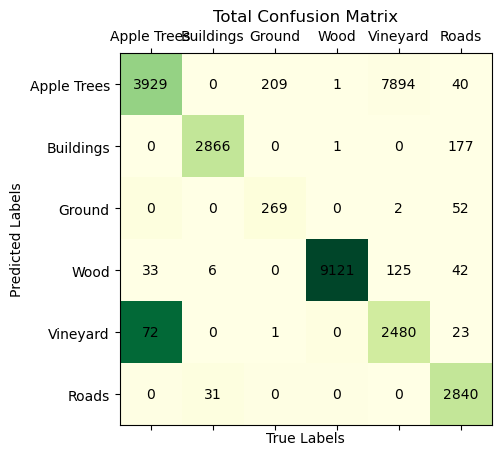 Total Confusion Matrix
Apple Trees Buildings Ground Wood Vineyard Roads
Apple Trees 3929 0 209 1 7894 40
Buildings 0 2866 0 1 0 177
Ground 0 0 269 0 2 52
Wood 33 6 0 9121 125 42
Vineyard 72 0 1 0 2480 23
Roads 0 31 0 0 0 2840
Predicted Labels
True Labels